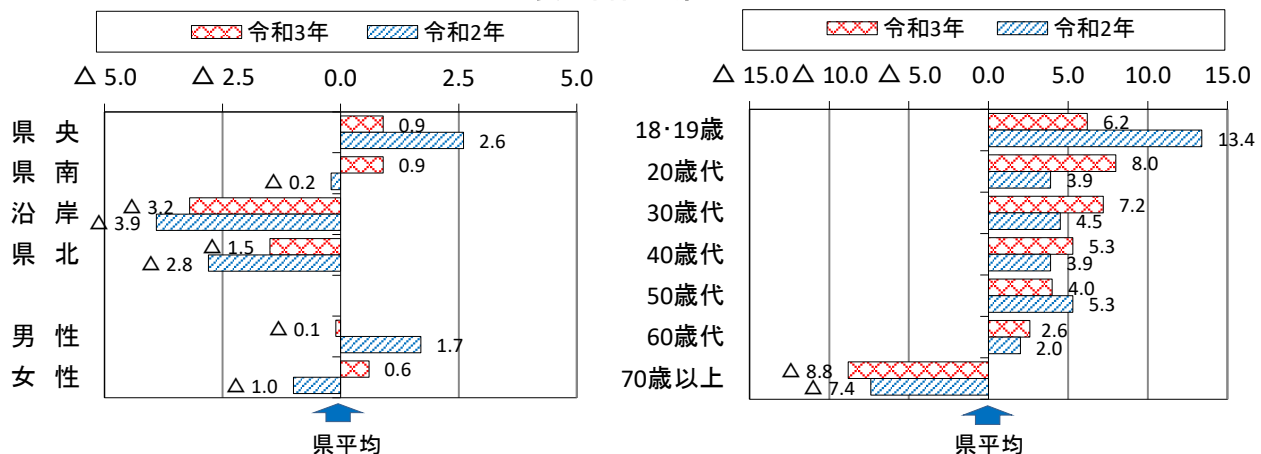 令和3年 令和2年
△ 5.0 △ 2.5 0.0 2.5 5.0
県 央 0.9
2.6
県 南 0.9
△ 0.2
沿 岸 △ 3.2
△ 3.9
県 北 △ 1.5
△ 2.8
男 性 △ 0.1
1.7
女 性 0.6
△ 1.0
県平均
令和3年 令和2年
△ 15.0 △ 10.0 △ 5.0 0.0 5.0 10.0 15.0
18･19歳 6.2
13.4
20歳代 8.0
3.9
30歳代 7.2
4.5
40歳代 5.3
3.9
50歳代 4.0
5.3
60歳代 2.6
2.0
70歳以上 △ 8.8
△ 7.4
県平均